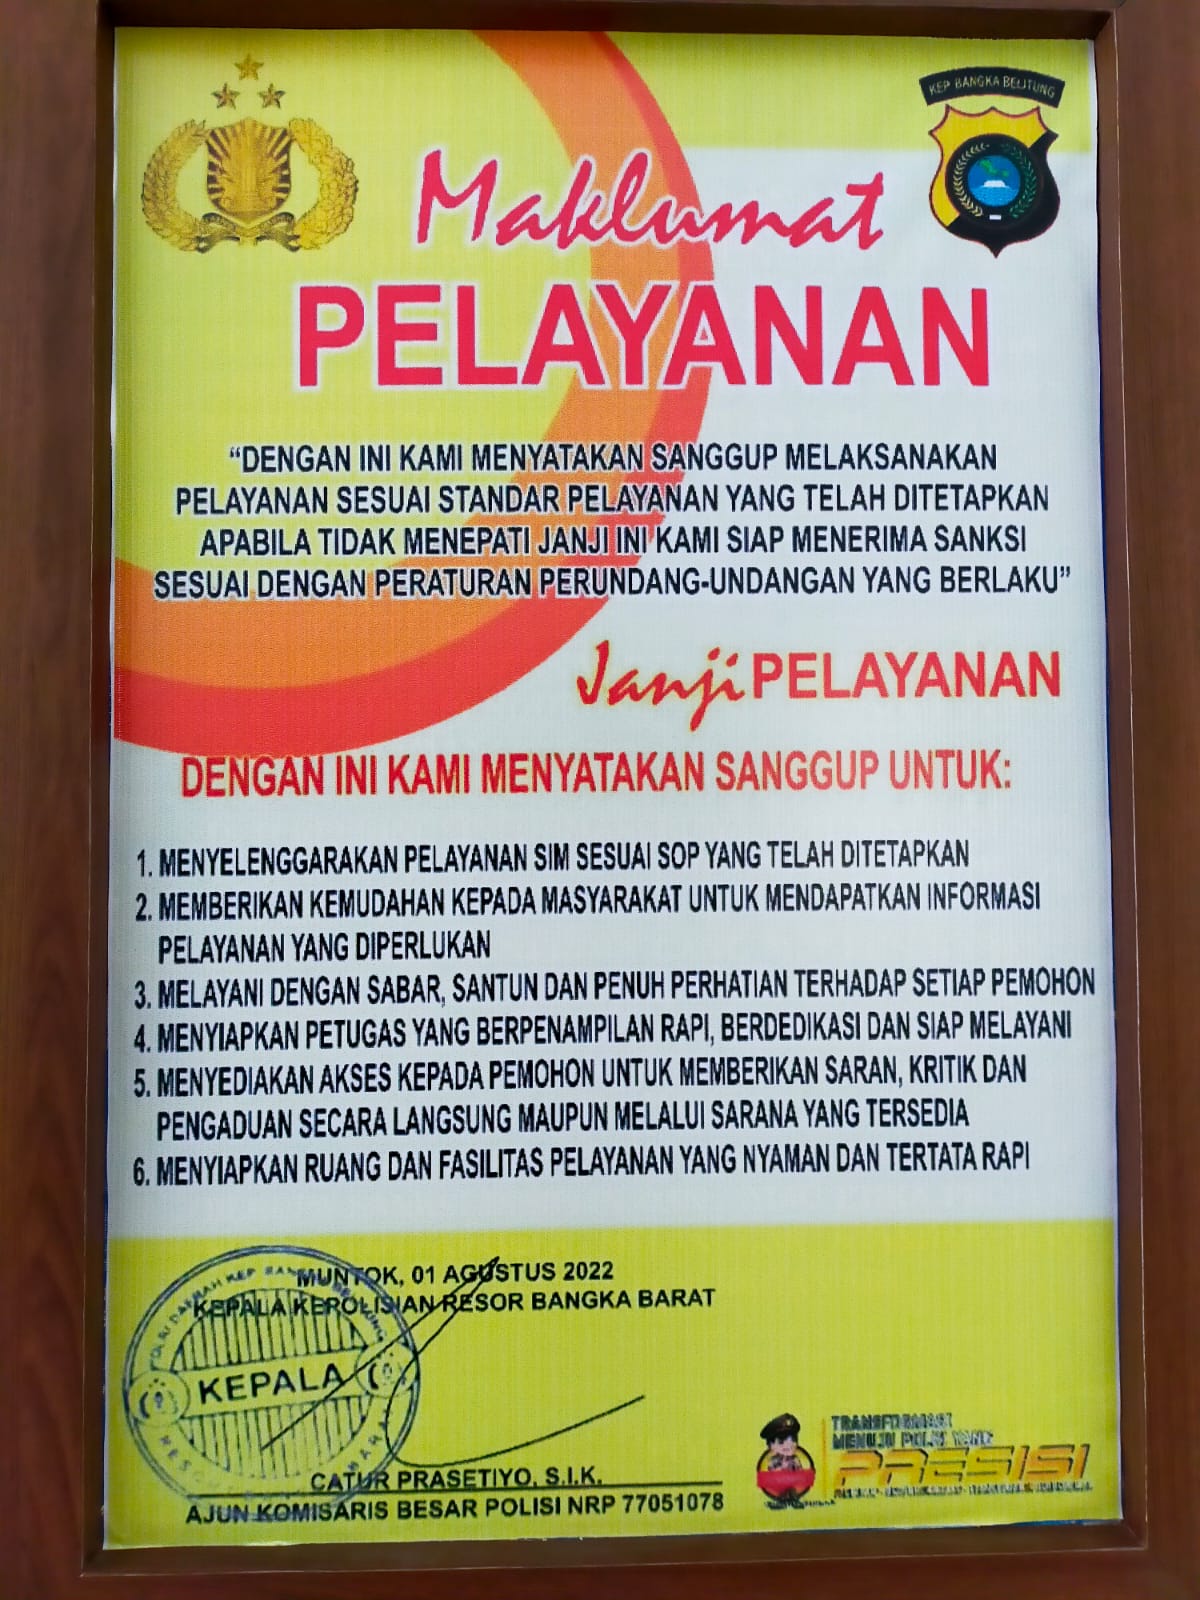 KEP BANGKA BELITUNG
Maklumat
PELAYANAN
“DENGAN INI KAMI MENYATAKAN SANGGUP MELAKSANAKAN
PELAYANAN SESUAI STANDAR PELAYANAN YANG TELAH DITETAPKAN
APABILA TIDAK MENEPATI JANJI INI KAMI SIAP MENERIMA SANKSI
SESUAI DENGAN PERATURAN PERUNDANG-UNDANGAN YANG BERLAKU”
Janji PELAYANAN
DENGAN INI KAMI MENYATAKAN SANGGUP UNTUK:
1. MENYELENGGARAKAN PELAYANAN SIM SESUAI SOP YANG TELAH DITETAPKAN
2. MEMBERIKAN KEMUDAHAN KEPADA MASYARAKAT UNTUK MENDAPATKAN INFORMASI
PELAYANAN YANG DIPERLUKAN
3. MELAYANI DENGAN SABAR, SANTUN DAN PENUH PERHATIAN TERHADAP SETIAP PEMOHON
4. MENYIAPKAN PETUGAS YANG BERPENAMPILAN RAPI, BERDEDIKASI DAN SIAP MELAYANI
5. MENYEDIAKAN AKSES KEPADA PEMOHON UNTUK MEMBERIKAN SARAN, KRITIK DAN
PENGADUAN SECARA LANGSUNG MAUPUN MELALUI SARANA YANG TERSEDIA
6. MENYIAPKAN RUANG DAN FASILITAS PELAYANAN YANG NYAMAN DAN TERTATA RAPI
MUNTOK, 01 AGUSTUS 2022
KEPALA KEPOLISIAN RESOR BANGKA BARAT
KEPALA
CATUR PRASETIYO, S.I.K.
AJUN KOMISARIS BESAR POLISI NRP 77051078
TRANSFORMASI
MENUJU POLRI YANG
PRESISI